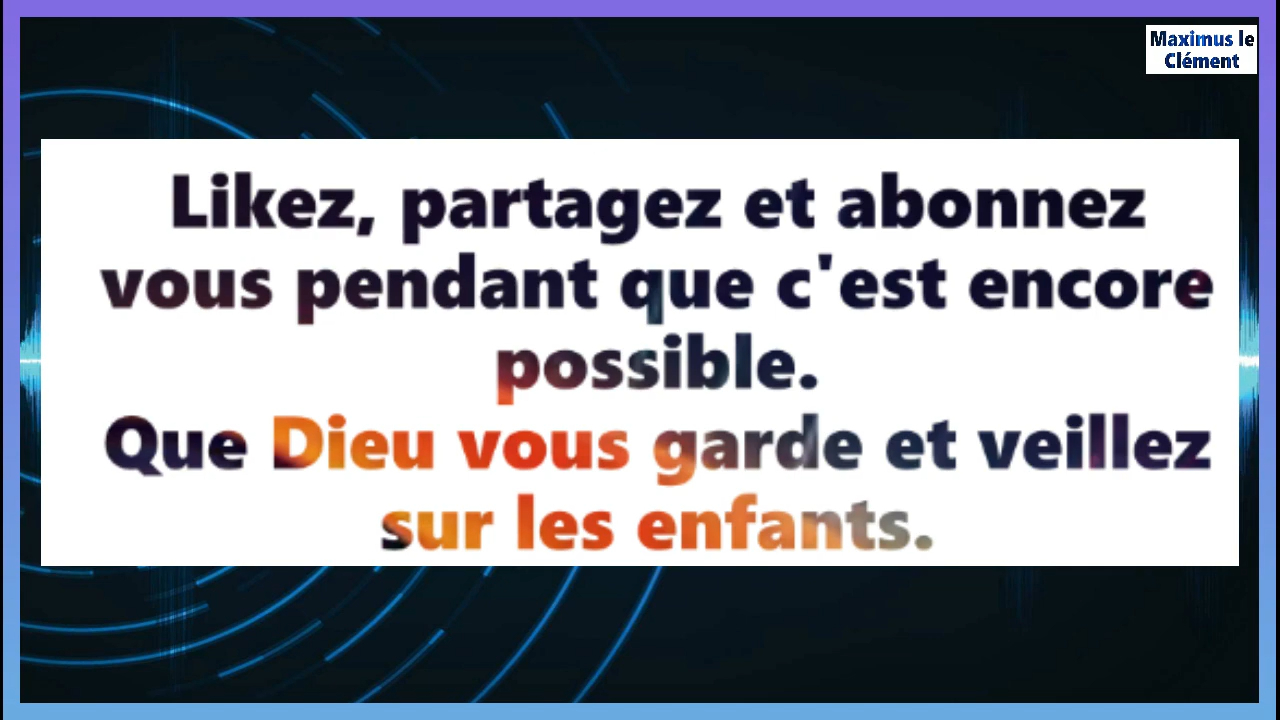 Maximus le
Clément
Likez, partagez et abonnez
vous pendant que c'est encore
possible.
Que Dieu vous garde et veillez
sur les enfants.